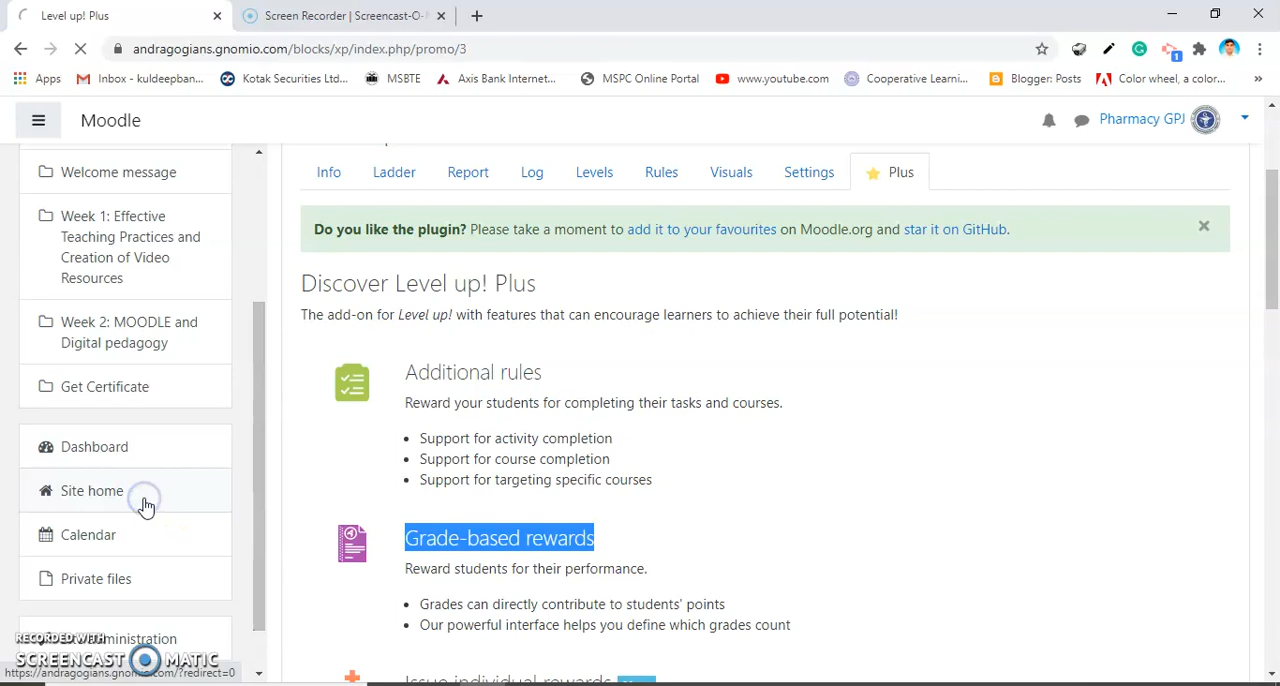 Level up! Plus
Screen Recorder | Screencast-O-
andragogians.gnomio.com/blocks/xp/index.php/promo/3
1
Apps
Inbox - kuldeepban...
Kotak Securities Ltd...
MSBTE
Axis Bank Internet...
MSPC Online Portal
www.youtube.com
Cooperative Learni...
Blogger: Posts
Color wheel, a color...
Moodle
Pharmacy GPJ
Welcome message
Week 1: Effective
Teaching Practices and
Creation of Video
Resources
Week 2: MOODLE and
Digital pedagogy
Get Certificate
Dashboard
Site home
Calendar
Private files
administration
RECORDED WITH
SCREENCAST MATIC
https://andragogians.gnomio.com/?redirect=0
Info
Ladder
Report
Log
Levels
Rules
Visuals
Settings
Plus
Do you like the plugin? Please take a moment to add it to your favourites on Moodle.org and star it on GitHub.
Discover Level up! Plus
The add-on for Level up! with features that can encourage learners to achieve their full potential!
Additional rules
Reward your students for completing their tasks and courses.
• Support for activity completion
• Support for course completion
• Support for targeting specific courses
Grade-based rewards
Reward students for their performance.
• Grades can directly contribute to students' points
• Our powerful interface helps you define which grades count
Issue individual rewards